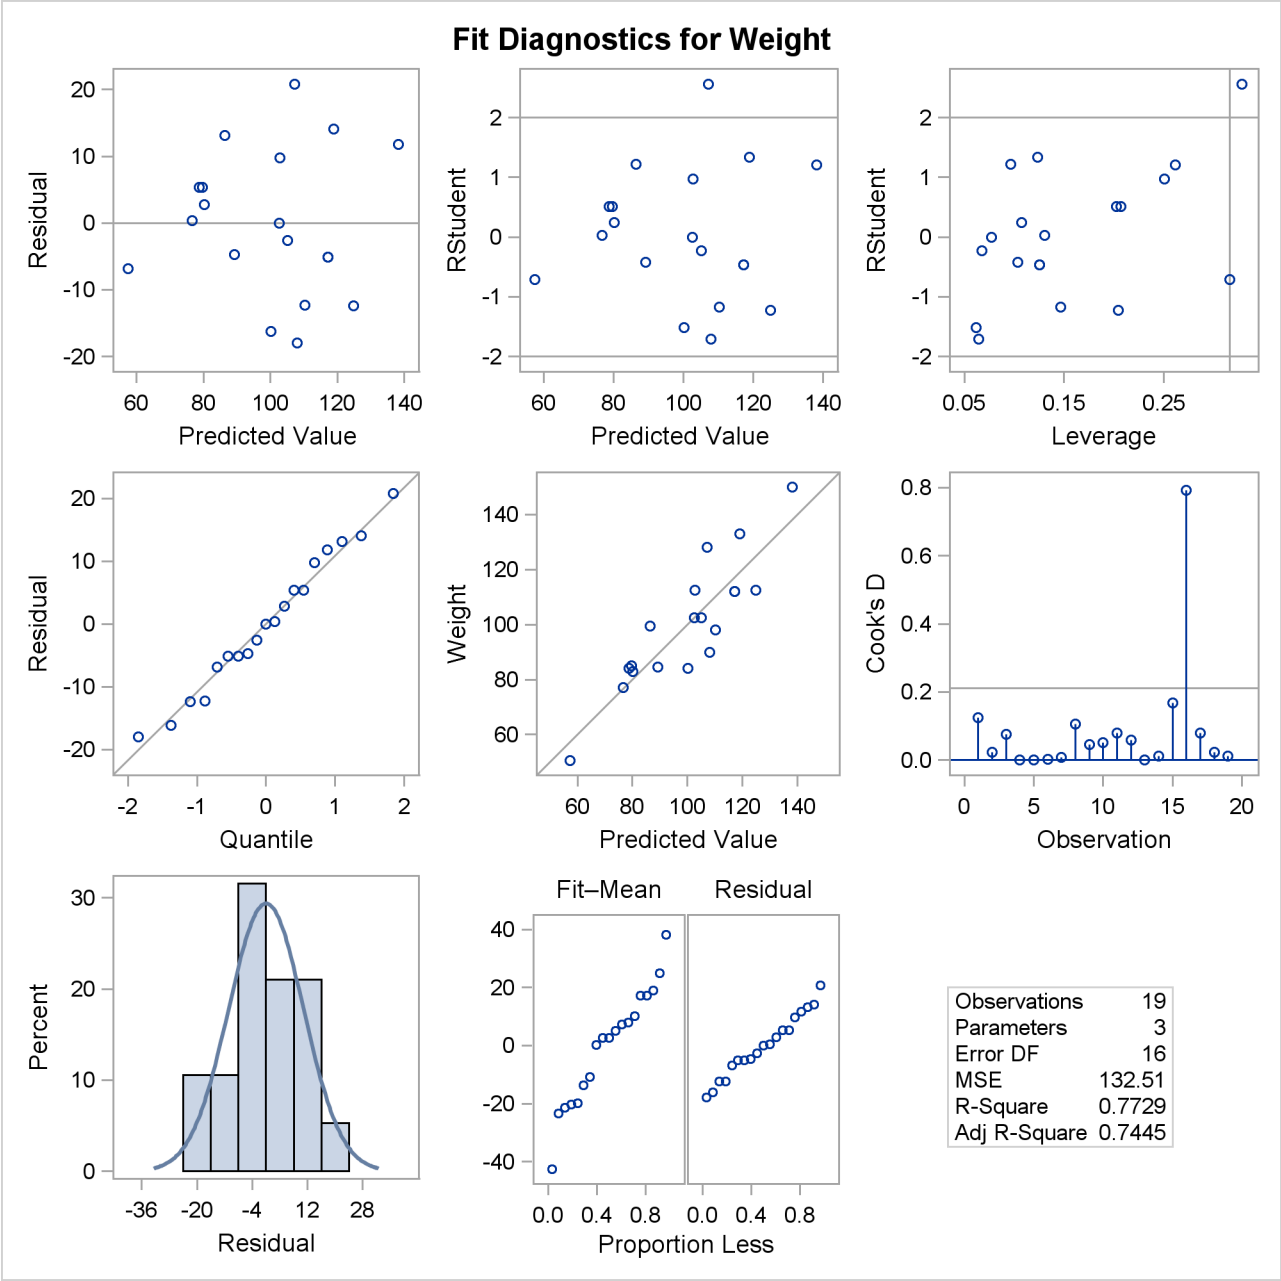 Fit Diagnostics for Weight
20
10
0
-10
-20
Residual
60 80 100 120 140
Predicted Value
2
1
0
-1
-2
RStudent
60 80 100 120 140
Predicted Value
2
1
0
-1
-2
RStudent
0.05 0.15 0.25
Leverage
20
10
0
-10
-20
Residual
-2 -1 0 1 2
Quantile
140
120
100
80
60
Weight
60 80 100 120 140
Predicted Value
0.8
0.6
0.4
0.2
0.0
Cook's D
0 5 10 15 20
Observation
30
20
10
0
Percent
-36 -20 -4 12 28
Residual
Fit–Mean Residual
40
20
0
-20
-40
0.0 0.4 0.8 0.0 0.4 0.8
Proportion Less
Observations 19
Parameters 3
Error DF 16
MSE 132.51
R-Square 0.7729
Adj R-Square 0.7445